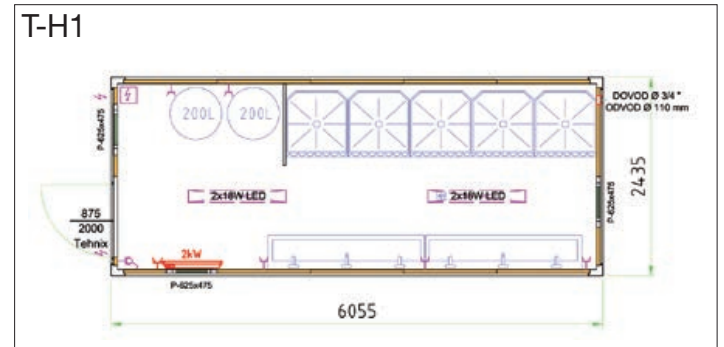 T-H1
DOVOD Ø 3/4 "
ODVOD Ø 110 mm
200L
200L
P-625x475
2x18W-LED
2x18W-LED
P-625x475
2435
875
2000
Tehnix
2kW
P-625x475
6055